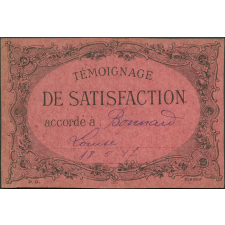 TÉMOIGNAGE
DE SATISFACTION
accordé à Bonnard
Louise